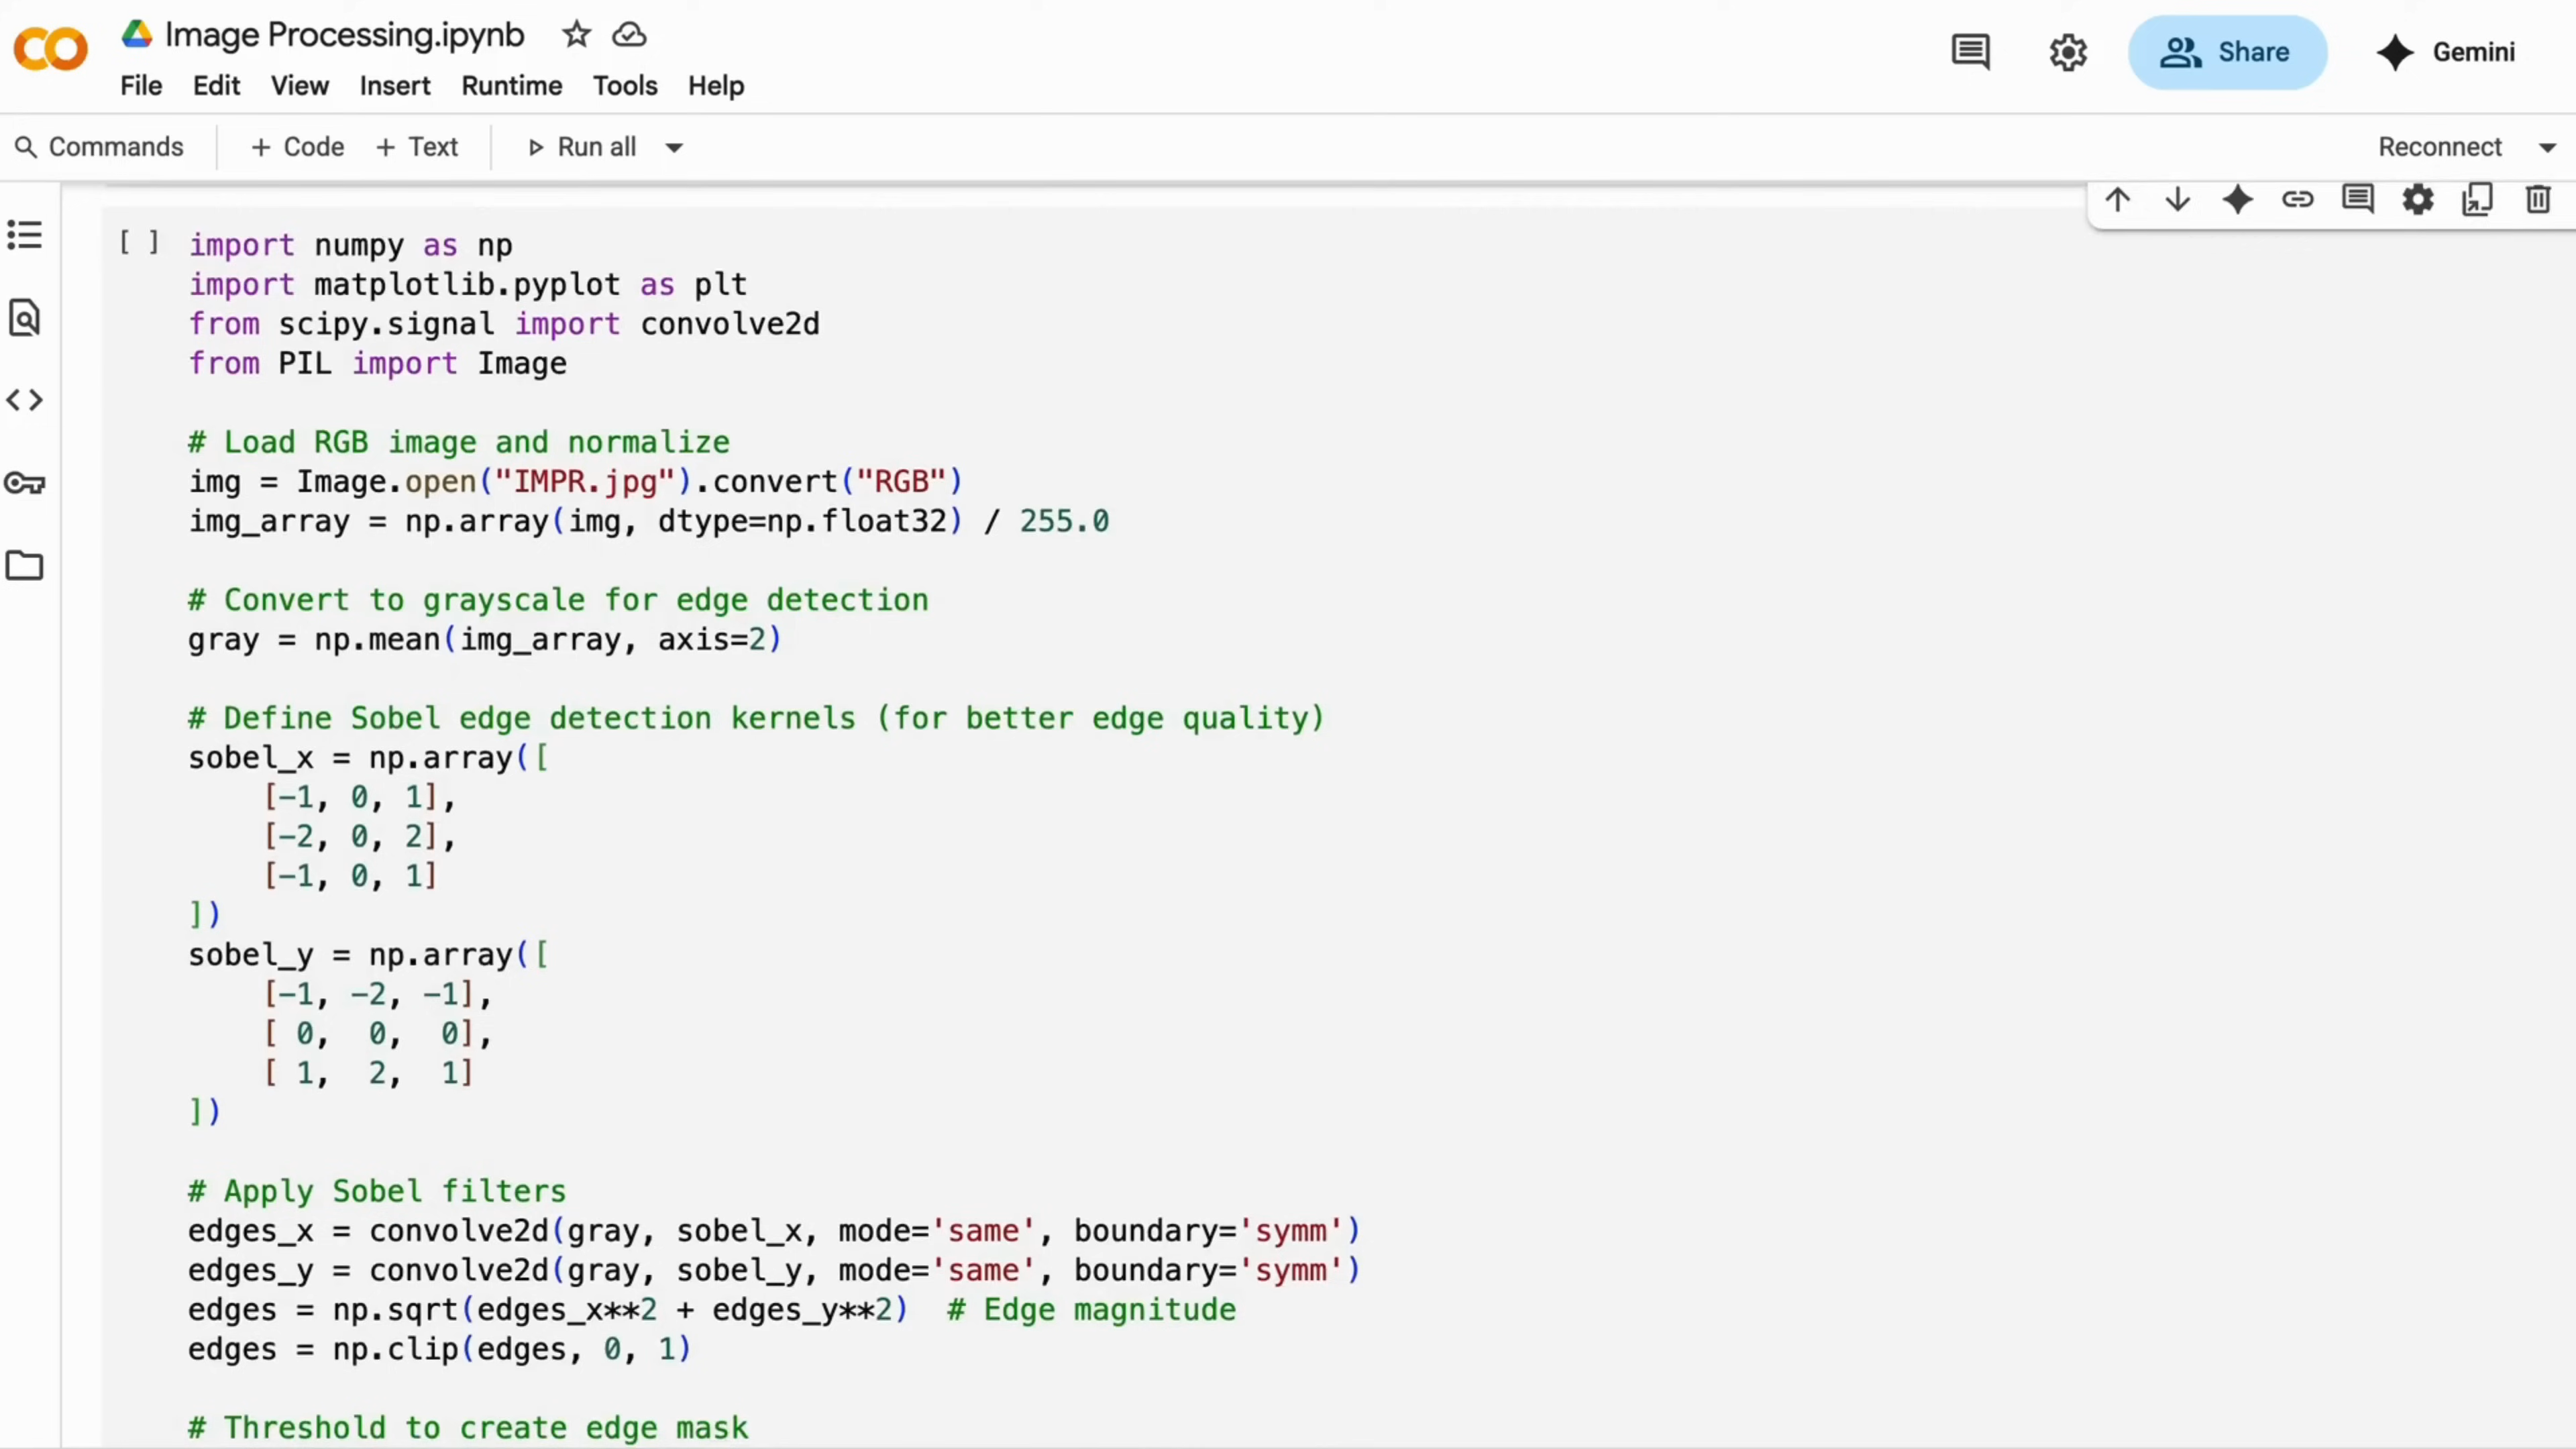 Image Processing.ipynb
File Edit View Insert Runtime Tools Help
Share
Gemini
Commands + Code + Text Run all
Reconnect
[ ] import numpy as np
import matplotlib.pyplot as plt
from scipy.signal import convolve2d
from PIL import Image
# Load RGB image and normalize
img = Image.open("IMPR.jpg").convert("RGB")
img_array = np.array(img, dtype=np.float32) / 255.0
# Convert to grayscale for edge detection
gray = np.mean(img_array, axis=2)
# Define Sobel edge detection kernels (for better edge quality)
sobel_x = np.array([
[-1, 0, 1],
[-2, 0, 2],
[-1, 0, 1]
])
sobel_y = np.array([
[-1, -2, -1],
[ 0,  0,  0],
[ 1,  2,  1]
])
# Apply Sobel filters
edges_x = convolve2d(gray, sobel_x, mode='same', boundary='symm')
edges_y = convolve2d(gray, sobel_y, mode='same', boundary='symm')
edges = np.sqrt(edges_x**2 + edges_y**2)  # Edge magnitude
edges = np.clip(edges, 0, 1)
# Threshold to create edge mask